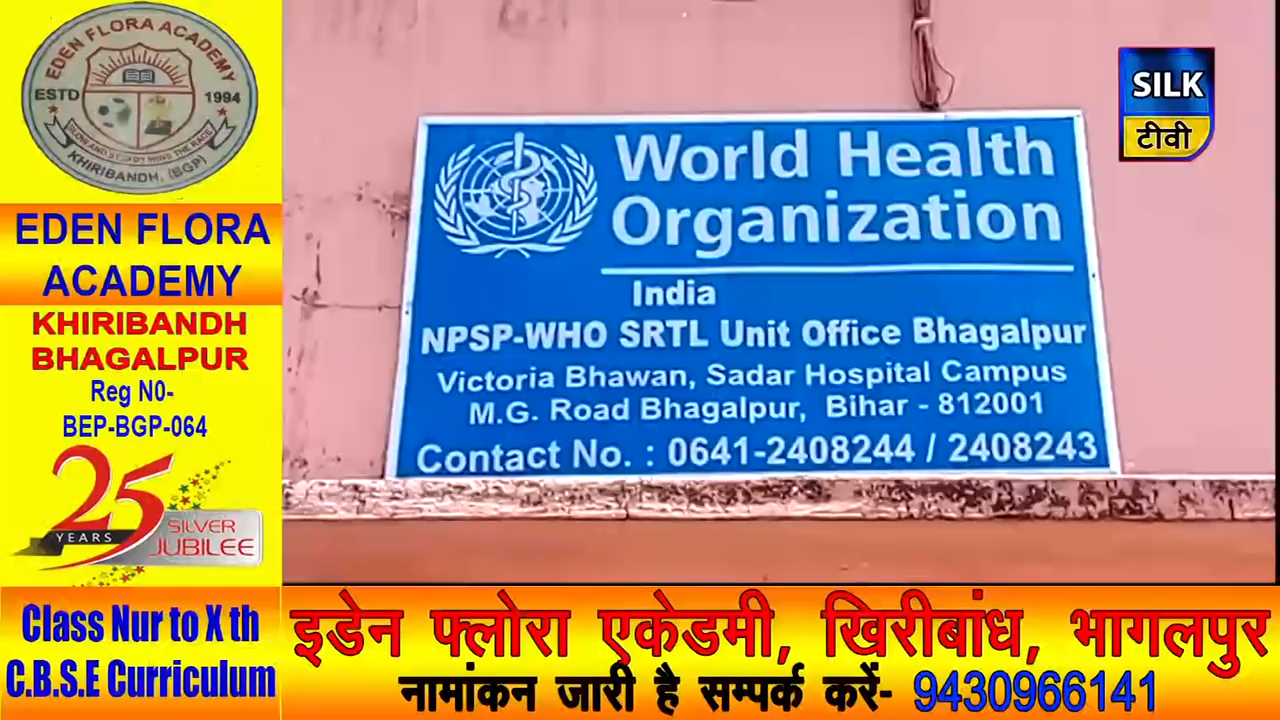 EDEN FLORA ACADEMY
ESTD 1994
SLOW AND STEADY WINS THE RACE
KHIRIBANDH, (BGP)
EDEN FLORA
ACADEMY
KHIRIBANDH
BHAGALPUR
Reg N0-
BEP-BGP-064
25
YEARS
SILVER
JUBILEE
Class Nur to X th
C.B.S.E Curriculum
World Health
Organization
India
NPSP-WHO SRTL Unit Office Bhagalpur
Victoria Bhawan, Sadar Hospital Campus
M.G. Road Bhagalpur, Bihar - 812001
Contact No. : 0641-2408244 / 2408243
SILK
टीवी
इडेन फ्लोरा एकेडमी, खिरीबांध, भागलपुर
नामांकन जारी है सम्पर्क करें- 9430966141